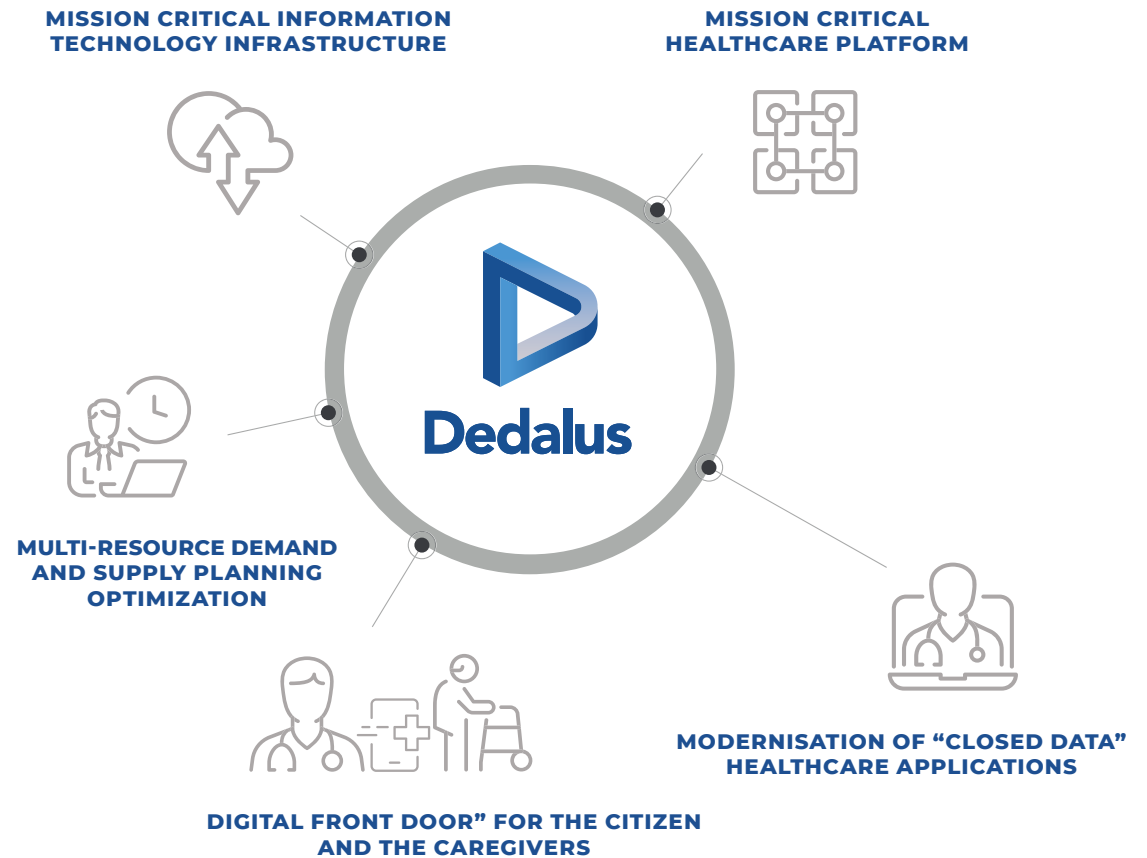 MISSION CRITICAL INFORMATION
TECHNOLOGY INFRASTRUCTURE
MISSION CRITICAL
HEALTHCARE PLATFORM
Dedalus
MULTI-RESOURCE DEMAND
AND SUPPLY PLANNING
OPTIMIZATION
MODERNISATION OF “CLOSED DATA”
HEALTHCARE APPLICATIONS
DIGITAL FRONT DOOR” FOR THE CITIZEN
AND THE CAREGIVERS